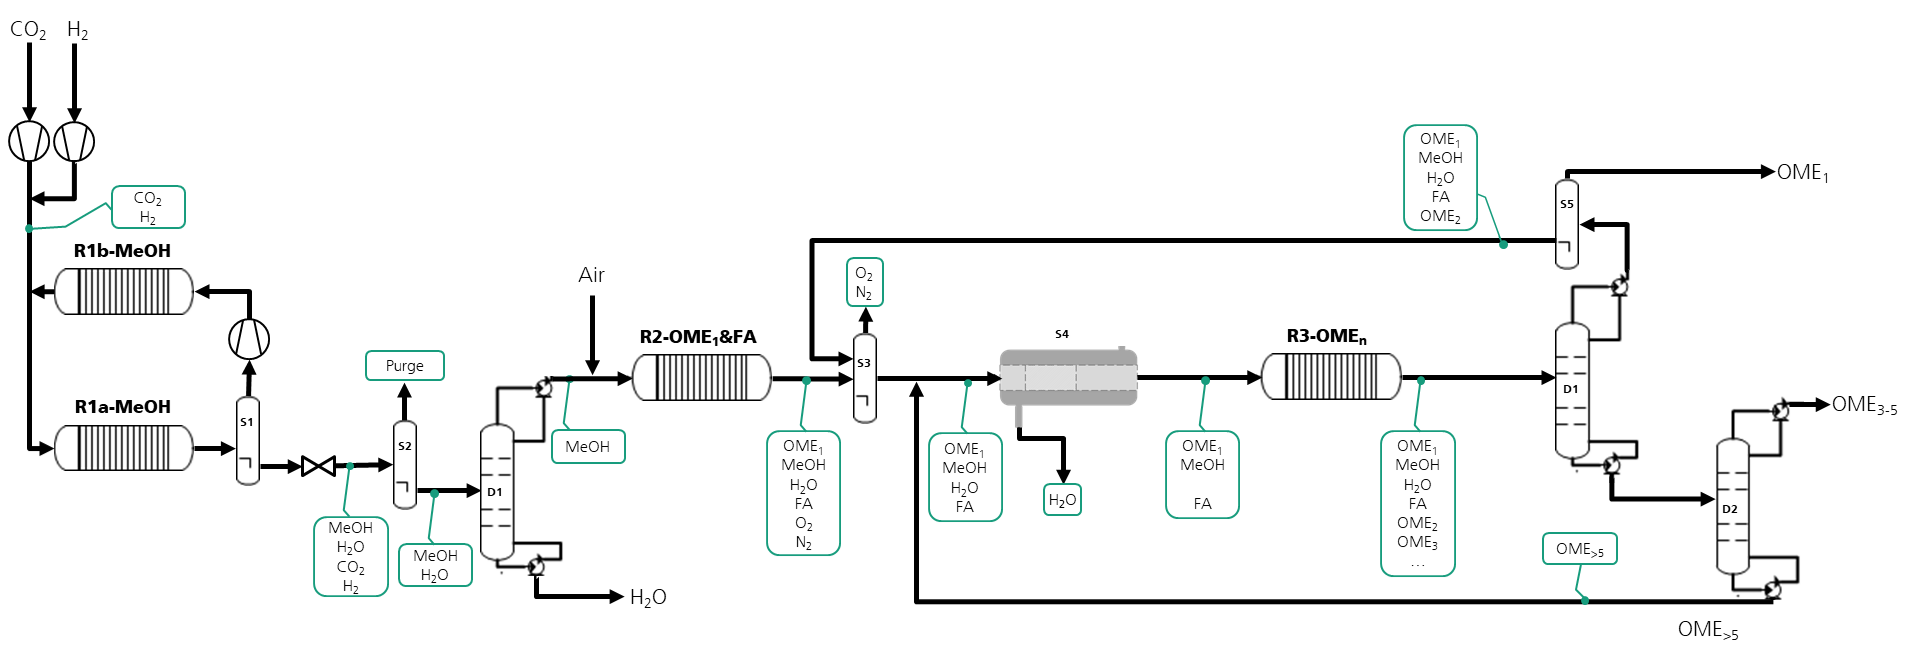 CO₂
H₂
CO₂
H₂
R1b-MeOH
R1a-MeOH
S1
Purge
S2
MeOH
H₂O
CO₂
H₂
MeOH
H₂O
D1
H₂O
MeOH
Air
R2-OME₁&FA
OME₁
MeOH
H₂O
FA
O₂
N₂
O₂
N₂
S3
OME₁
MeOH
H₂O
FA
S4
H₂O
OME₁
MeOH
FA
R3-OMEₙ
OME₁
MeOH
H₂O
FA
OME₂
OME₃
...
OME₁
MeOH
H₂O
FA
OME₂
S5
OME₁
D1
D2
OME₃₋₅
OME>5
OME>5